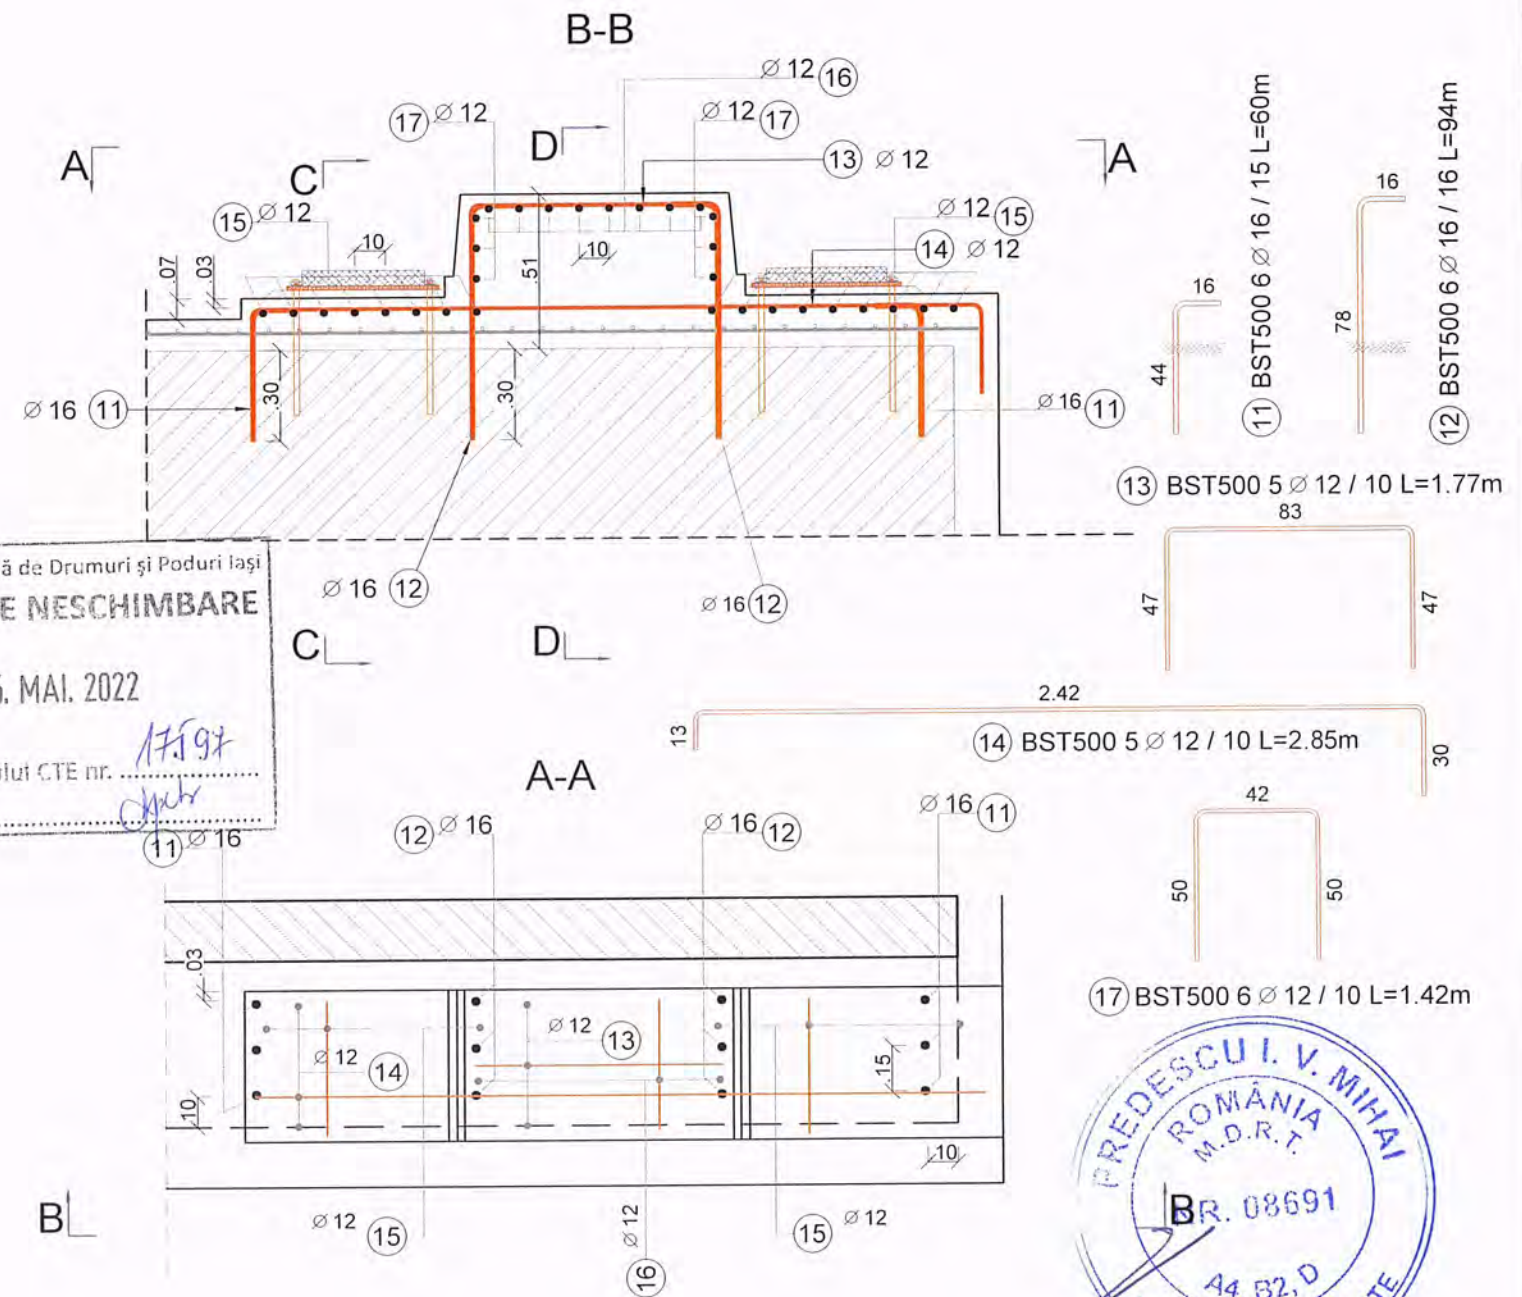 B-B
Ø 12 (16)
(17) Ø 12
Ø 12 (17)
A
D
A
C
(13) Ø 12
(15) Ø 12
Ø 12 (15)
(14) Ø 12
10
10
.07
.03
.51
.30
.30
Ø 16 (11)
Ø 16 (11)
Ø 16 (12)
Ø 16 (12)
C
D
16
44
(11) BST500 6 Ø 16 / 15 L=60m
16
78
(12) BST500 6 Ø 16 / 16 L=94m
(13) BST500 5 Ø 12 / 10 L=1.77m
83
47
47
2.42
13
30
(14) BST500 5 Ø 12 / 10 L=2.85m
42
50
50
(17) BST500 6 Ø 12 / 10 L=1.42m
ă de Drumuri și Poduri Iași
E NESCHIMBARE
. MAI. 2022
lui CTE nr.
A-A
(11) Ø 16
(12) Ø 16
Ø 16 (12)
Ø 16 (11)
.03
Ø 12 (13)
Ø 12 (14)
15
10
10
Ø 12 (15)
Ø 12 (16)
(15) Ø 12
B
B
PREDESCU I. V. MIHAI
ROMÂNIA
M.D.R.T.
NR. 08691
A4, B2, D